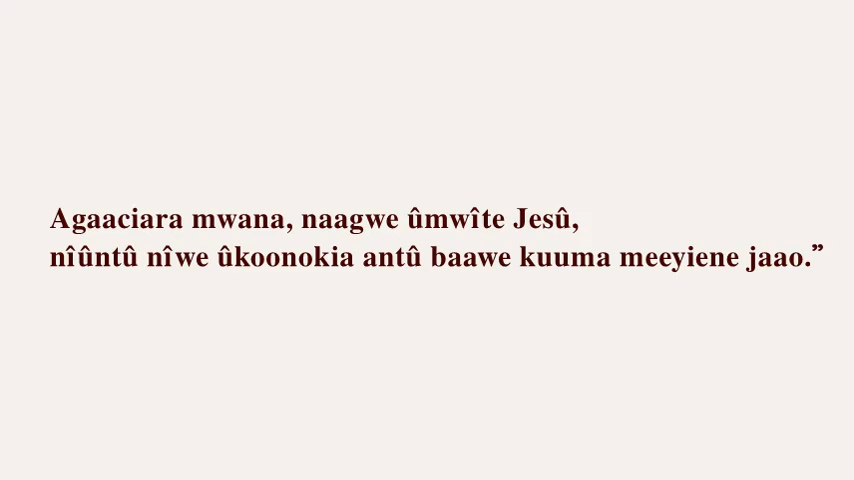 Agaaciara mwana, naagwe ûmwîte Jesû,
nîûntû nîwe ûkoonokia antû baawe kuuma meeyiene jaao.”